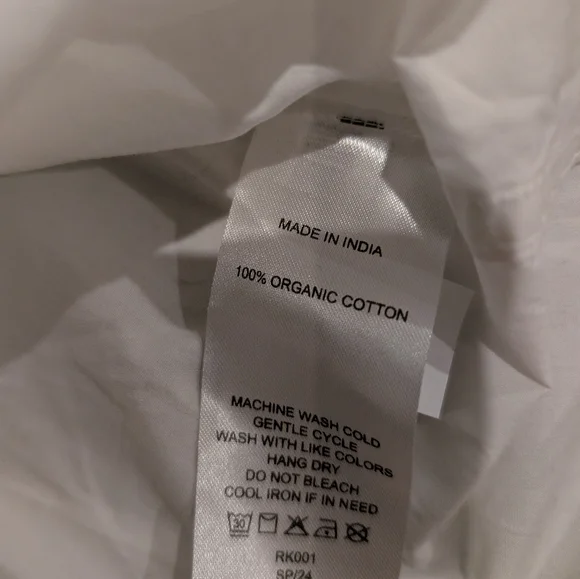 MADE IN INDIA
100% ORGANIC COTTON
MACHINE WASH COLD
GENTLE CYCLE
WASH WITH LIKE COLORS
HANG DRY
DO NOT BLEACH
COOL IRON IF IN NEED
30
RK001
SP/24